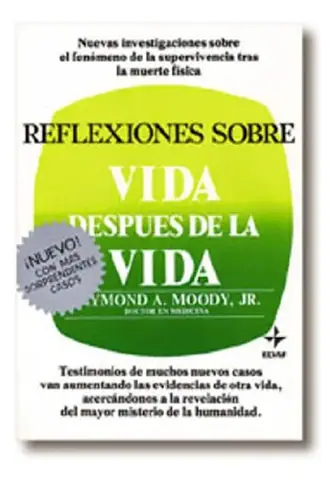 Nuevas investigaciones sobre
el fenómeno de la supervivencia tras
la muerte física
REFLEXIONES SOBRE
VIDA
DESPUES DE LA
VIDA
¡NUEVO!
CON MAS
SORPRENDENTES
CASOS
YMOND A. MOODY, JR.
DOCTOR EN MEDICINA
EDAF
Testimonios de muchos nuevos casos
van aumentando las evidencias de otra vida,
acercándonos a la revelación
del mayor misterio de la humanidad.